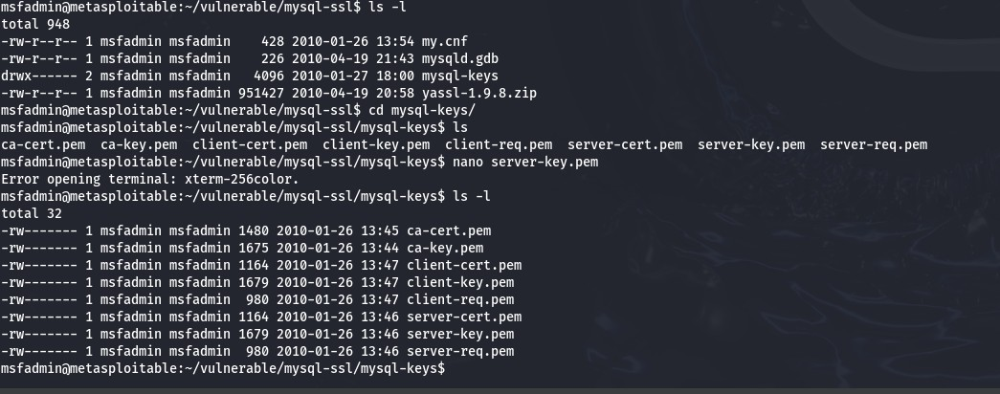 msfadmin@metasploitable:~/vulnerable/mysql-ssl$ ls -l
total 948
-rw-r--r-- 1 msfadmin msfadmin    428 2010-01-26 13:54 my.cnf
-rw-r--r-- 1 msfadmin msfadmin    226 2010-04-19 21:43 mysqld.gdb
drwx------ 2 msfadmin msfadmin   4096 2010-01-27 18:00 mysql-keys
-rw-r--r-- 1 msfadmin msfadmin 951427 2010-04-19 20:58 yassl-1.9.8.zip
msfadmin@metasploitable:~/vulnerable/mysql-ssl$ cd mysql-keys/
msfadmin@metasploitable:~/vulnerable/mysql-ssl/mysql-keys$ ls
ca-cert.pem  ca-key.pem  client-cert.pem  client-key.pem  client-req.pem  server-cert.pem  server-key.pem  server-req.pem
msfadmin@metasploitable:~/vulnerable/mysql-ssl/mysql-keys$ nano server-key.pem
Error opening terminal: xterm-256color.
msfadmin@metasploitable:~/vulnerable/mysql-ssl/mysql-keys$ ls -l
total 32
-rw------- 1 msfadmin msfadmin 1480 2010-01-26 13:45 ca-cert.pem
-rw------- 1 msfadmin msfadmin 1675 2010-01-26 13:44 ca-key.pem
-rw------- 1 msfadmin msfadmin 1164 2010-01-26 13:47 client-cert.pem
-rw------- 1 msfadmin msfadmin 1679 2010-01-26 13:47 client-key.pem
-rw------- 1 msfadmin msfadmin  980 2010-01-26 13:47 client-req.pem
-rw------- 1 msfadmin msfadmin 1164 2010-01-26 13:46 server-cert.pem
-rw------- 1 msfadmin msfadmin 1679 2010-01-26 13:46 server-key.pem
-rw------- 1 msfadmin msfadmin  980 2010-01-26 13:46 server-req.pem
msfadmin@metasploitable:~/vulnerable/mysql-ssl/mysql-keys$